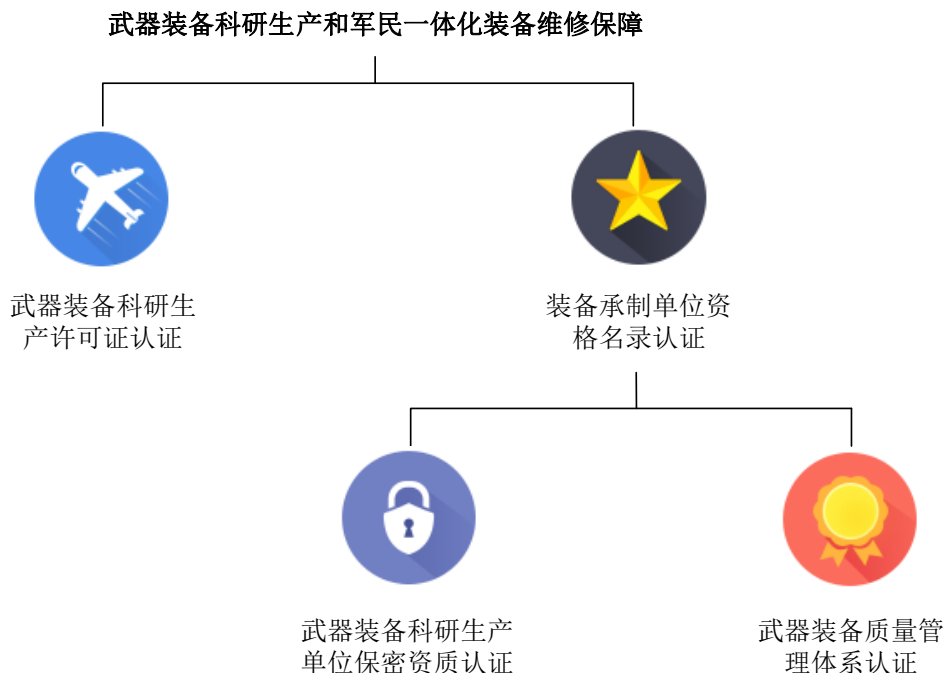 武器装备科研生产和军民一体化装备维修保障
武器装备科研生
产许可证认证
装备承制单位资
格名录认证
武器装备科研生产
单位保密资质认证
武器装备质量管
理体系认证